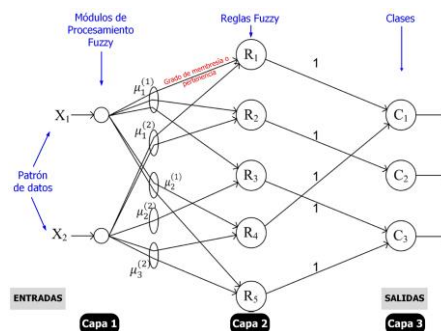 Módulos de
Procesamiento
Fuzzy
Reglas Fuzzy
Clases
Grado de membresía o
pertenencia
R₁
1
μ₁⁽¹⁾
X₁
C₁
R₂
1
μ₁⁽²⁾
Patrón
de datos
μ₂⁽¹⁾
R₃
C₂
1
μ₂⁽²⁾
X₂
R₄
C₃
μ₃⁽²⁾
1
R₅
ENTRADAS
SALIDAS
Capa 1
Capa 2
Capa 3